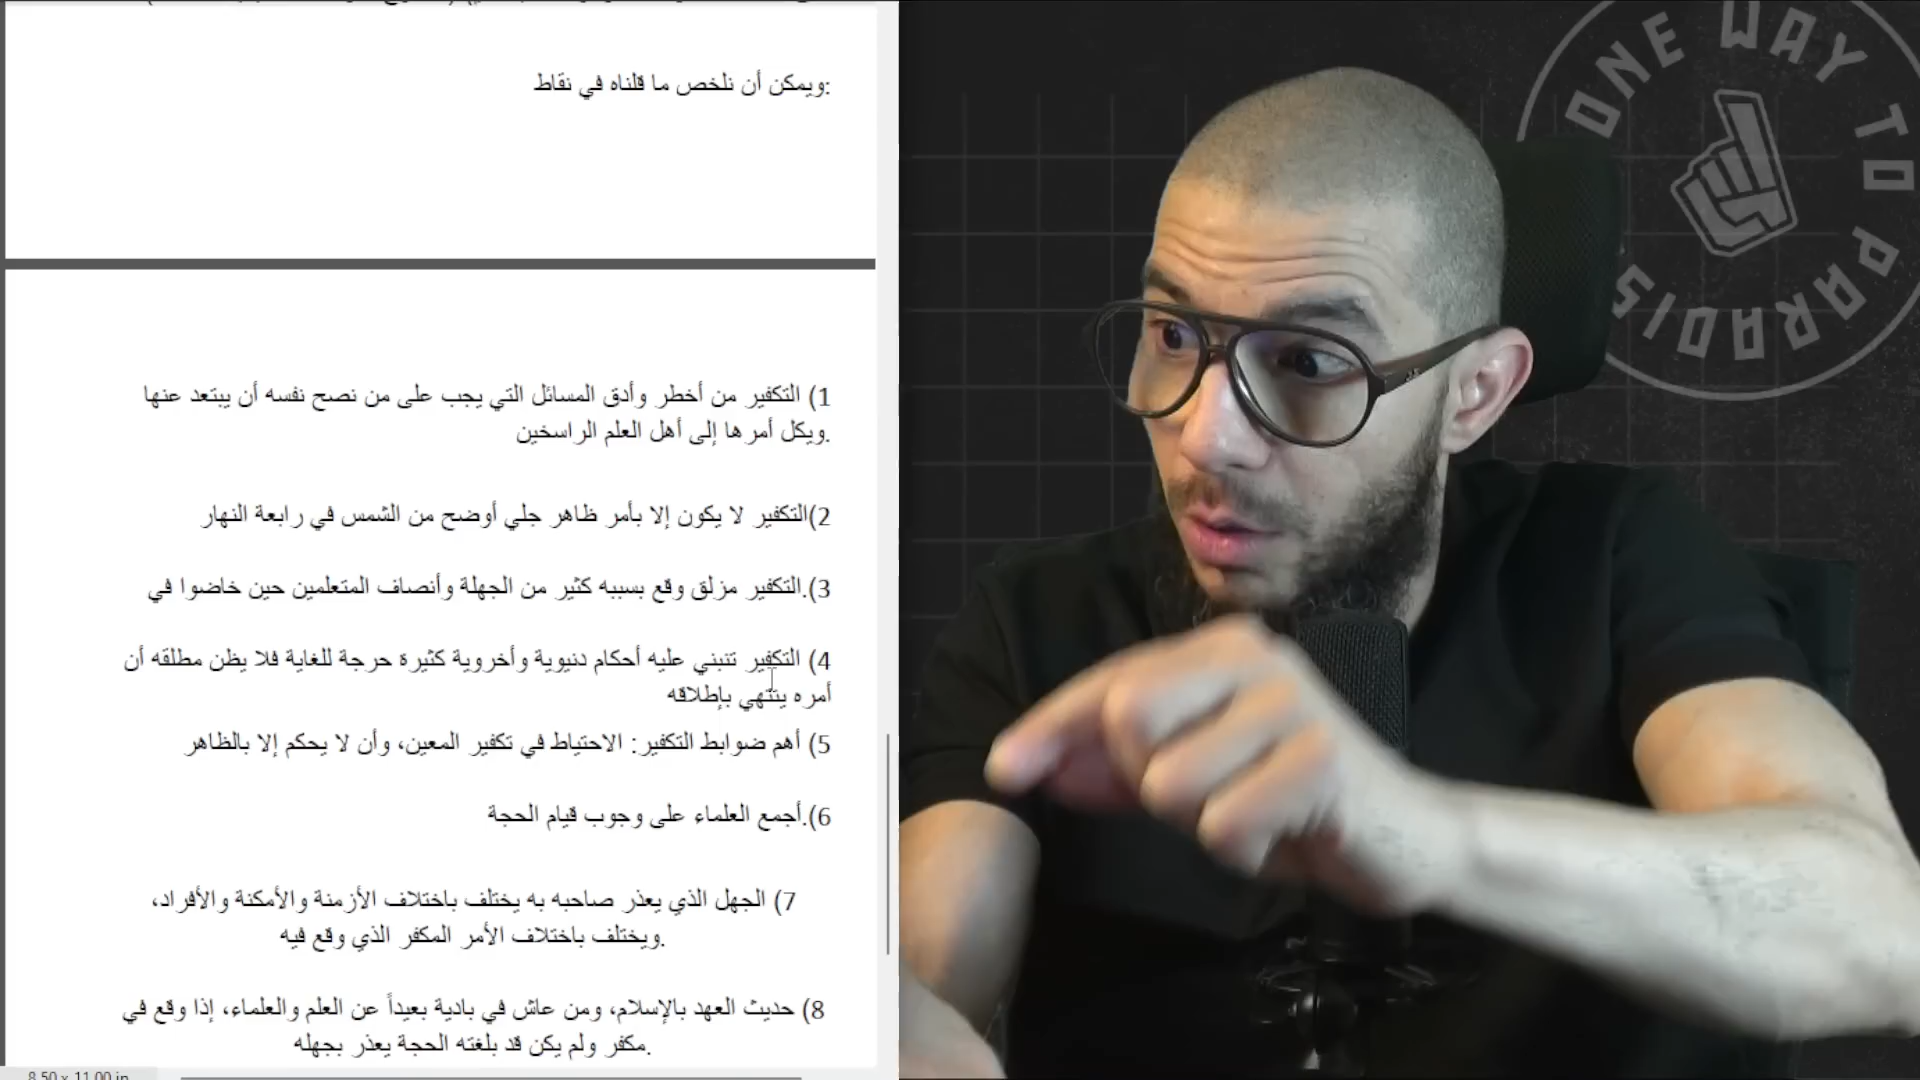 ويمكن أن نلخص ما قلناه في نقاط:
1) التكفير من أخطر وأدق المسائل التي يجب على من نصح نفسه أن يبتعد عنها
ويكل أمرها إلى أهل العلم الراسخين.
2)التكفير لا يكون إلا بأمر ظاهر جلي أوضح من الشمس في رابعة النهار
3).التكفير مزلق وقع بسببه كثير من الجهلة وأنصاف المتعلمين حين خاضوا في
4) التكفير تنبني عليه أحكام دنيوية وأخروية كثيرة حرجة للغاية فلا يظن مطلقه أن
أمره ينتهي بإطلاقه
5) أهم ضوابط التكفير: الاحتياط في تكفير المعين، وأن لا يحكم إلا بالظاهر
6).أجمع العلماء على وجوب قيام الحجة
7) الجهل الذي يعذر صاحبه به يختلف باختلاف الأزمنة والأمكنة والأفراد،
ويختلف باختلاف الأمر المكفر الذي وقع فيه.
8) حديث العهد بالإسلام، ومن عاش في بادية بعيداً عن العلم والعلماء، إذا وقع في
مكفر ولم يكن قد بلغته الحجة يعذر بجهله.
8.50 x 11.00 in
ONE WAY TO PARADIS